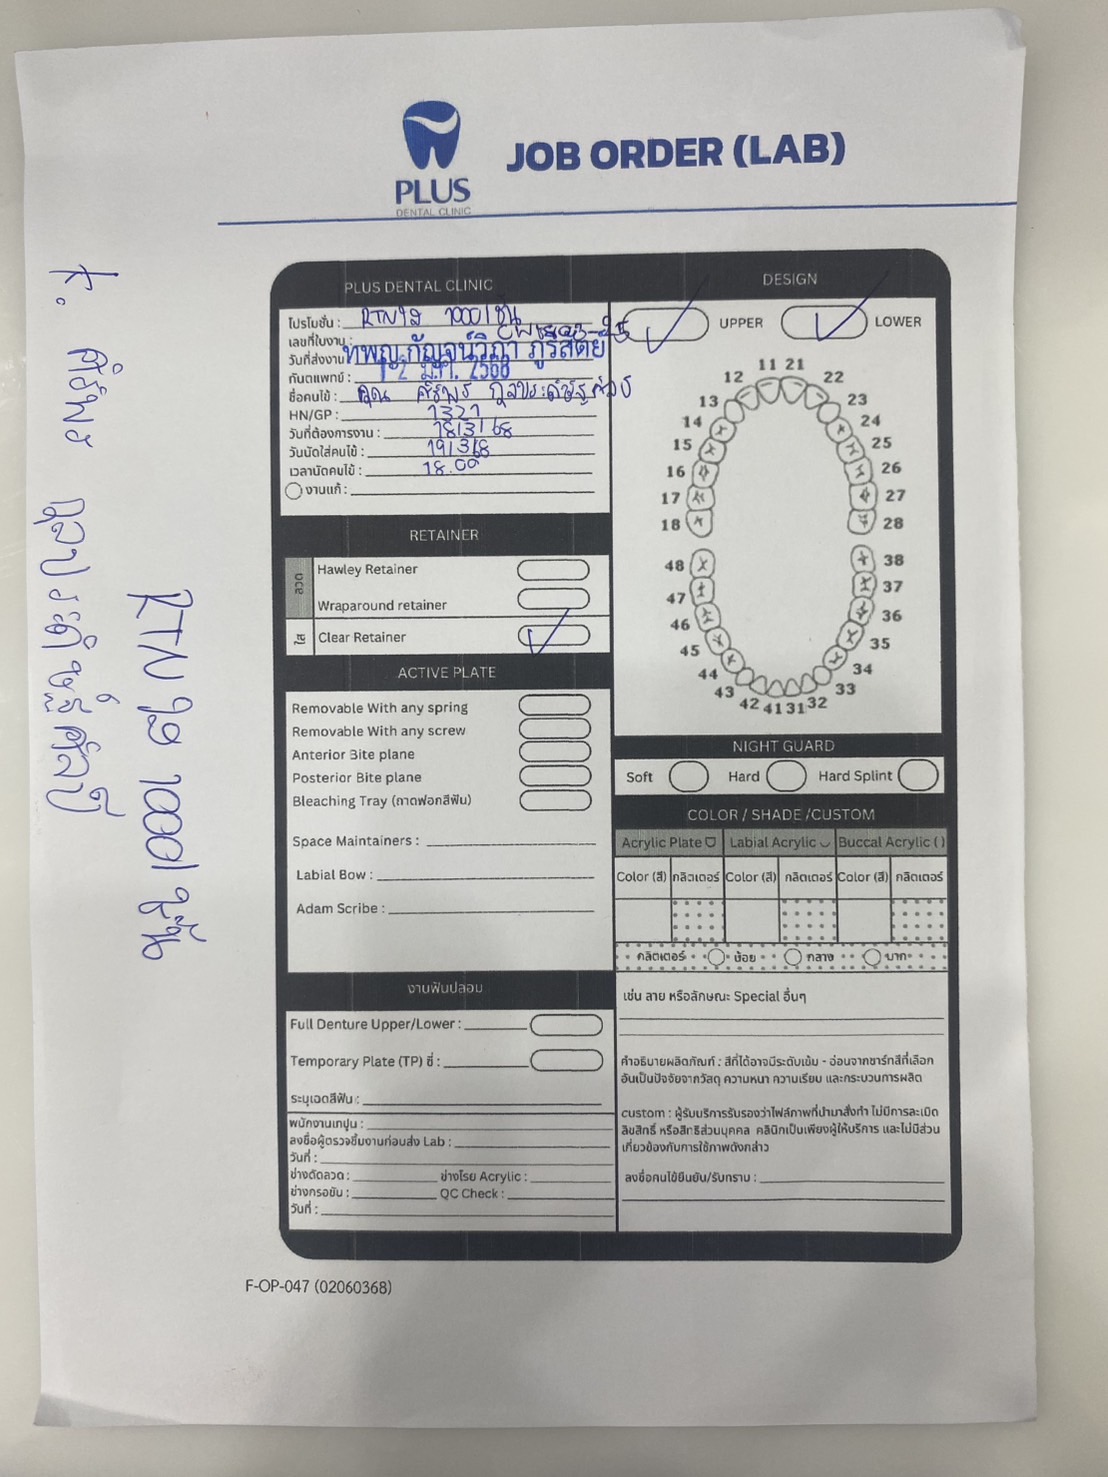 PLUS
DENTAL CLINIC
JOB ORDER (LAB)
PLUS DENTAL CLINIC
โปรโมชั่น : RTNใส 1000/ชิ้น
เลขที่ใบงาน :
วันที่ส่งงาน : 12 มี.ค. 2568
ทันตแพทย์ : ทพญ.กัญจน์วิภา ภูริสัตย์
ชื่อคนไข้ : คุณ ศิริพร
HN/GP : 1321
วันที่ต้องการงาน : 18/3/68
วันนัดใส่คนไข้ : 19/3/68
เวลานัดคนไข้ : 18.00
งานแก้ :
RETAINER
ลวด
Hawley Retainer
Wraparound retainer
ใส
Clear Retainer
ACTIVE PLATE
Removable With any spring
Removable With any screw
Anterior Bite plane
Posterior Bite plane
Bleaching Tray (ถาดฟอกสีฟัน)
Space Maintainers :
Labial Bow :
Adam Scribe :
งานฟันปลอม
Full Denture Upper/Lower :
Temporary Plate (TP) ซี่ :
ระบุเฉดสีฟัน :
พนักงานเทปูน :
ลงชื่อผู้ตรวจชิ้นงานก่อนส่ง Lab :
วันที่ :
ช่างดัดลวด : ช่างโรย Acrylic :
ช่างกรอขัน : QC Check :
วันที่ :
DESIGN
UPPER LOWER
11 21
12 22
13 23
14 24
15 25
16 26
17 27
18 28
48 38
47 37
46 36
45 35
44 34
43 33
42 41 31 32
NIGHT GUARD
Soft Hard Hard Splint
COLOR / SHADE /CUSTOM
Acrylic Plate Labial Acrylic Buccal Acrylic ( )
Color (สี) กลิตเตอร์ Color (สี) กลิตเตอร์ Color (สี) กลิตเตอร์
กลิตเตอร์ น้อย กลาง มาก
เช่น ลาย หรือลักษณะ Special อื่นๆ
คำอธิบายผลิตภัณฑ์ : สีที่ได้อาจมีระดับเข้ม - อ่อนจากชาร์ทสีที่เลือก
อันเป็นปัจจัยจากวัสดุ ความหนา ความเรียบ และกระบวนการผลิต
custom : ผู้รับบริการรับรองว่าไฟล์ภาพที่นำมาสั่งทำ ไม่มีการละเมิด
ลิขสิทธิ์ หรือสิทธิส่วนบุคคล คลินิกเป็นเพียงผู้ให้บริการ และไม่มีส่วน
เกี่ยวข้องกับการใช้ภาพดังกล่าว
ลงชื่อคนไข้ยืนยัน/รับทราบ :
F-OP-047 (02060368)
K. ศิริพร
RTN ใส 1000/ชิ้น